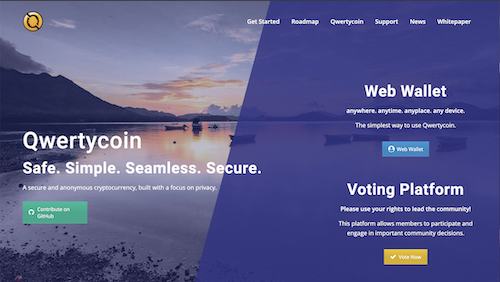 Get Started Roadmap Qwertycoin Support News Whitepaper
Qwertycoin
Safe. Simple. Seamless. Secure.
A secure and anonymous cryptocurrency, built with a focus on privacy.
Contribute on
GitHub
Web Wallet
anywhere. anytime. anyplace. any device.
The simplest way to use Qwertycoin.
Web Wallet
Voting Platform
Please use your rights to lead the community!
This platform allows members to participate and
engage in important community decisions.
Vote Now